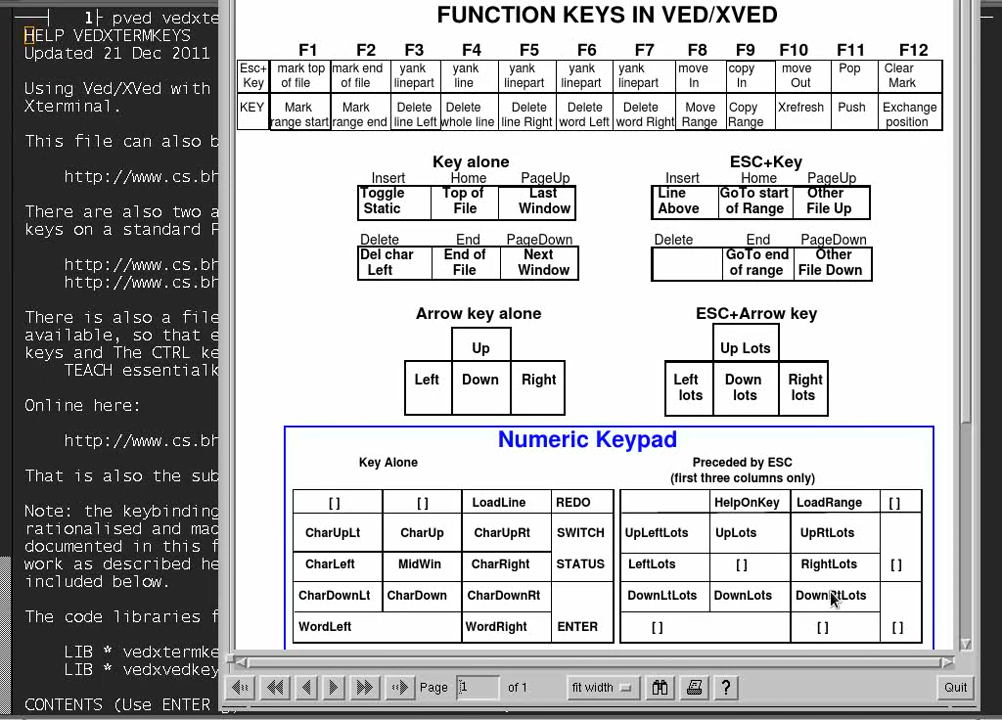 1 pved vedxte
HELP VEDXTERMKEYS
Updated 21 Dec 2011
Using Ved/XVed with
Xterminal.
This file can also b
http://www.cs.bh
There are also two a
keys on a standard P
http://www.cs.bh
http://www.cs.bh
There is also a file
available, so that e
keys and The CTRL ke
TEACH essentialk
Online here:
http://www.cs.bh
That is also the sub
Note: the keybinding
rationalised and mac
documented in this f
work as described he
included below.
The code libraries f
LIB * vedxtermke
LIB * vedxvedkey
CONTENTS (Use ENTER g)
FUNCTION KEYS IN VED/XVED
F1 F2 F3 F4 F5 F6 F7 F8 F9 F10 F11 F12
Esc+ mark top mark end yank yank yank yank yank move copy move Pop Clear
Key of file of file linepart line linepart linepart linepart In In Out Mark
KEY Mark Mark Delete Delete Delete Delete Delete Move Copy Xrefresh Push Exchange
range start range end line Left whole line line Right word Left word Right Range Range position
Key alone ESC+Key
Insert Home PageUp Insert Home PageUp
Toggle Top of Last Line GoTo start Other
Static File Window Above of Range File Up
Delete End PageDown Delete End PageDown
Del char End of Next GoTo end Other
Left File Window of range File Down
Arrow key alone ESC+Arrow key
Up Up Lots
Left Down Right Left Down Right
lots lots lots
Numeric Keypad
Key Alone Preceded by ESC
(first three columns only)
[ ] [ ] LoadLine REDO HelpOnKey LoadRange [ ]
CharUpLt CharUp CharUpRt SWITCH UpLeftLots UpLots UpRtLots
CharLeft MidWin CharRight STATUS LeftLots [ ] RightLots [ ]
CharDownLt CharDown CharDownRt DownLtLots DownLots DownRtLots
WordLeft WordRight ENTER [ ] [ ] [ ]
Page 1 of 1 fit width ? Quit